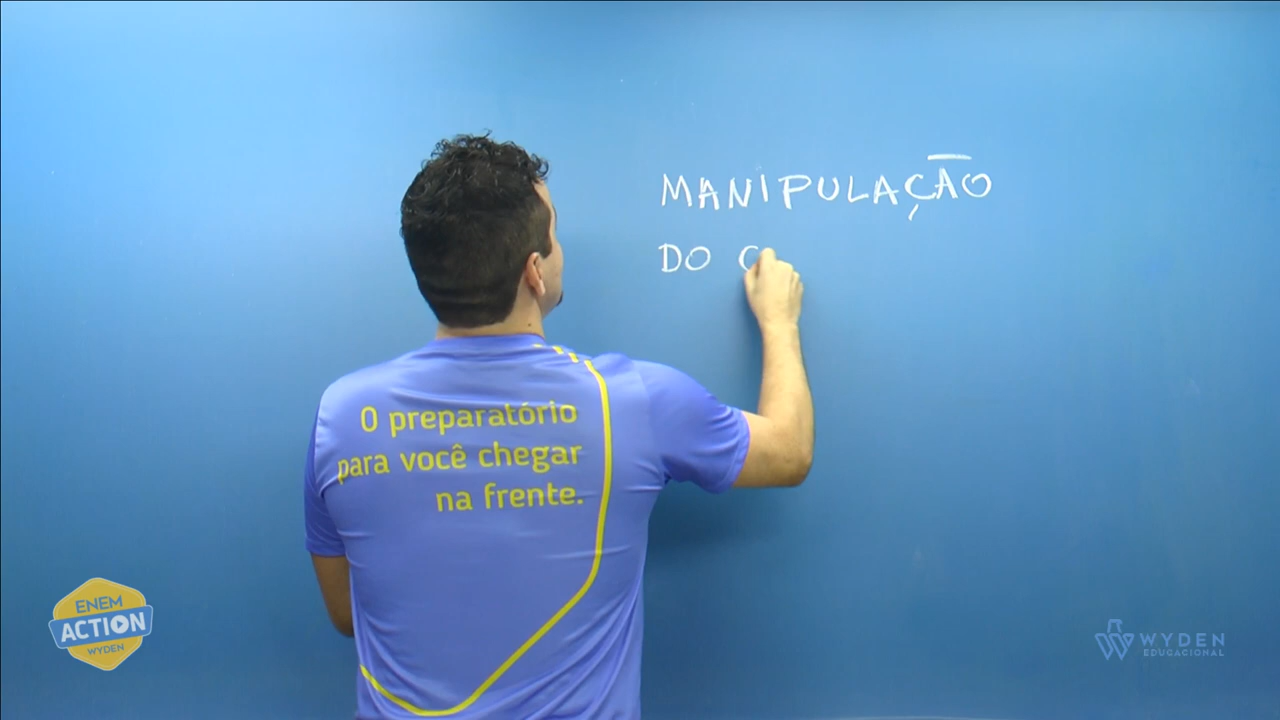 MANIPULAÇÃO
DO C
O preparatório
para você chegar
na frente.
ENEM
ACTION
WYDEN
WYDEN
EDUCACIONAL